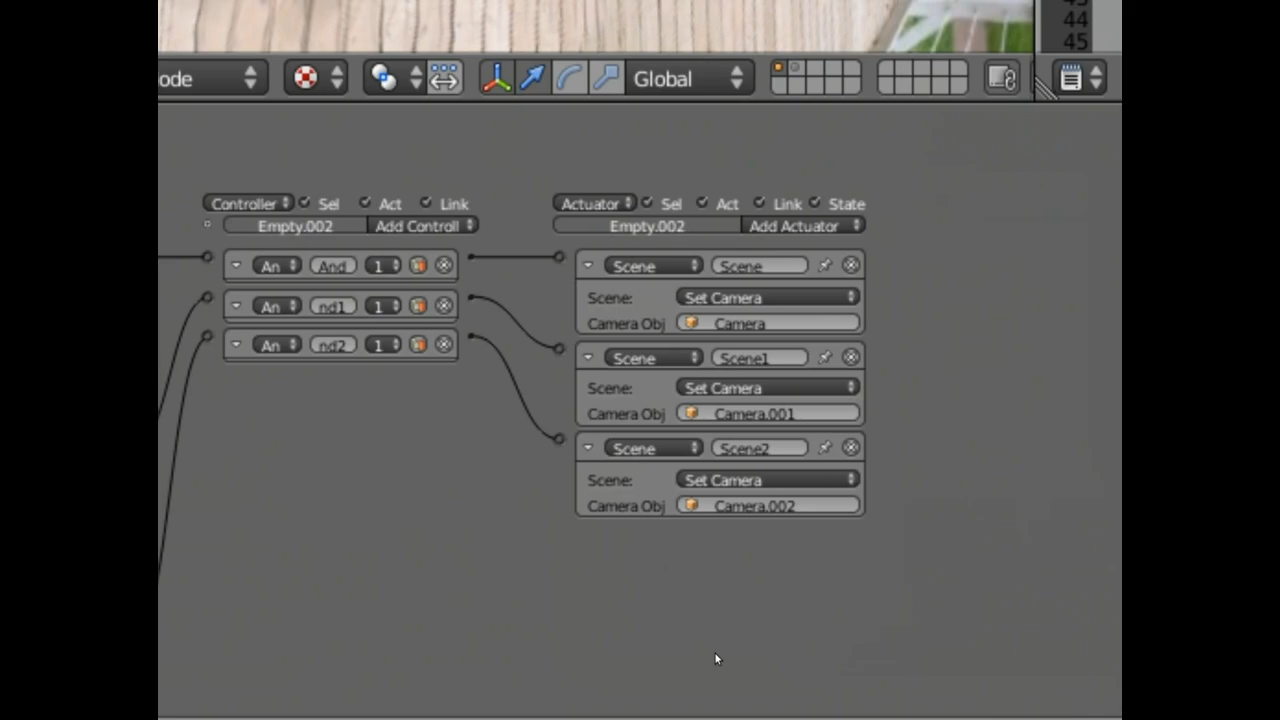 44
45
ode Global
Controller Sel Act Link Actuator Sel Act Link State
Empty.002 Add Controll Empty.002 Add Actuator
An And 1 Scene Scene
Scene: Set Camera
An nd1 1
Camera Obj Camera
An nd2 1 Scene Scene1
Scene: Set Camera
Camera Obj Camera.001
Scene Scene2
Scene: Set Camera
Camera Obj Camera.002